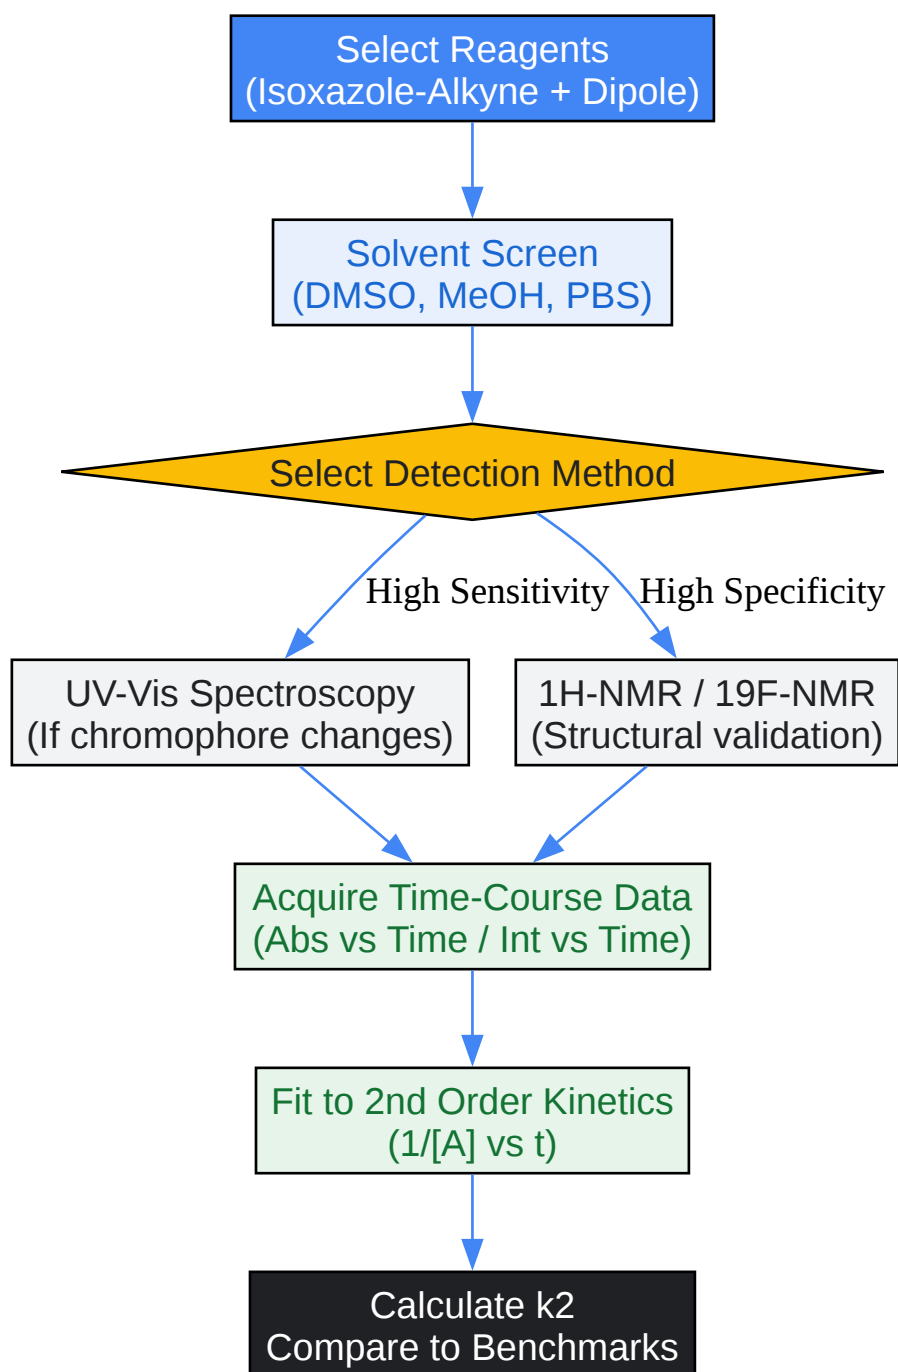 Select Reagents
(Isoxazole-Alkyne + Dipole)
Solvent Screen
(DMSO, MeOH, PBS)
Select Detection Method
High Sensitivity
High Specificity
UV-Vis Spectroscopy
(If chromophore changes)
1H-NMR / 19F-NMR
(Structural validation)
Acquire Time-Course Data
(Abs vs Time / Int vs Time)
Fit to 2nd Order Kinetics
(1/[A] vs t)
Calculate k2
Compare to Benchmarks